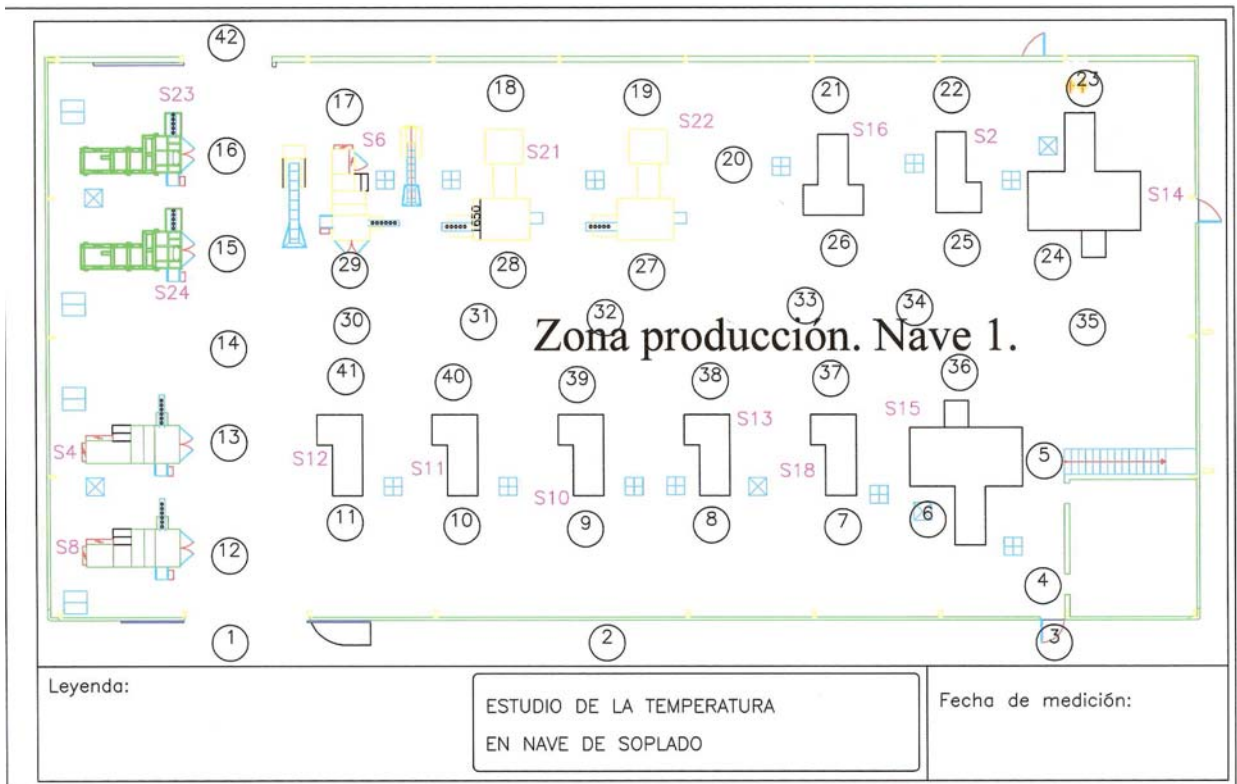 42
S23
17
18
19
21
22
23
S6
S22
S16
S2
16
S21
20
S14
1650
15
29
28
27
26
25
24
S24
30
31
32
33
34
35
14
Zona producción. Nave 1.
41
40
39
38
37
36
S13
S15
13
S4
S12
S11
S18
5
S10
11
10
9
8
7
6
S8
12
4
1
2
3
Leyenda:
ESTUDIO DE LA TEMPERATURA
EN NAVE DE SOPLADO
Fecha de medición: